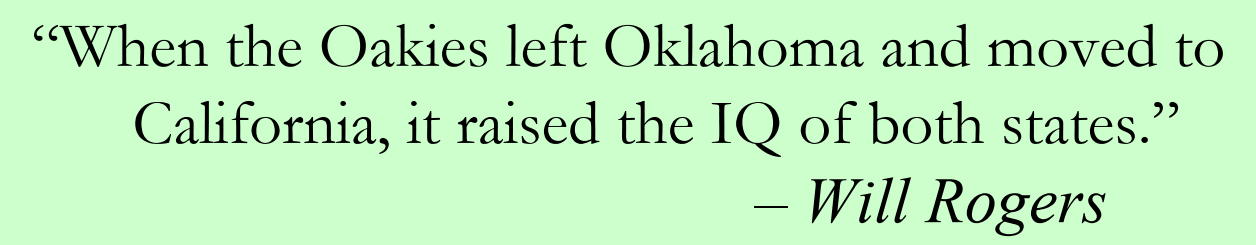 “When the Oakies left Oklahoma and moved to
California, it raised the IQ of both states.”
– Will Rogers